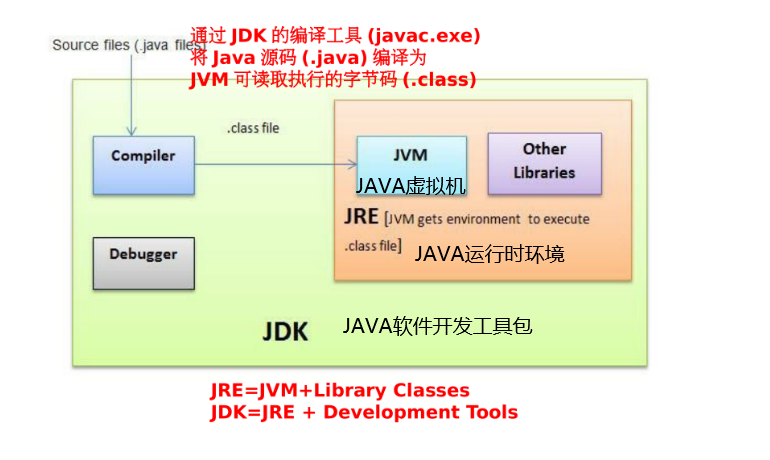 通过 JDK 的编译工具 (javac.exe)
Source files (.java files)
将 Java 源码 (.java) 编译为
JVM 可读取执行的字节码 (.class)
.class file
Compiler
JVM
JAVA虚拟机
Other
Libraries
JRE [JVM gets environment to execute
.class file]
JAVA运行时环境
Debugger
JDK
JAVA软件开发工具包
JRE=JVM+Library Classes
JDK=JRE + Development Tools